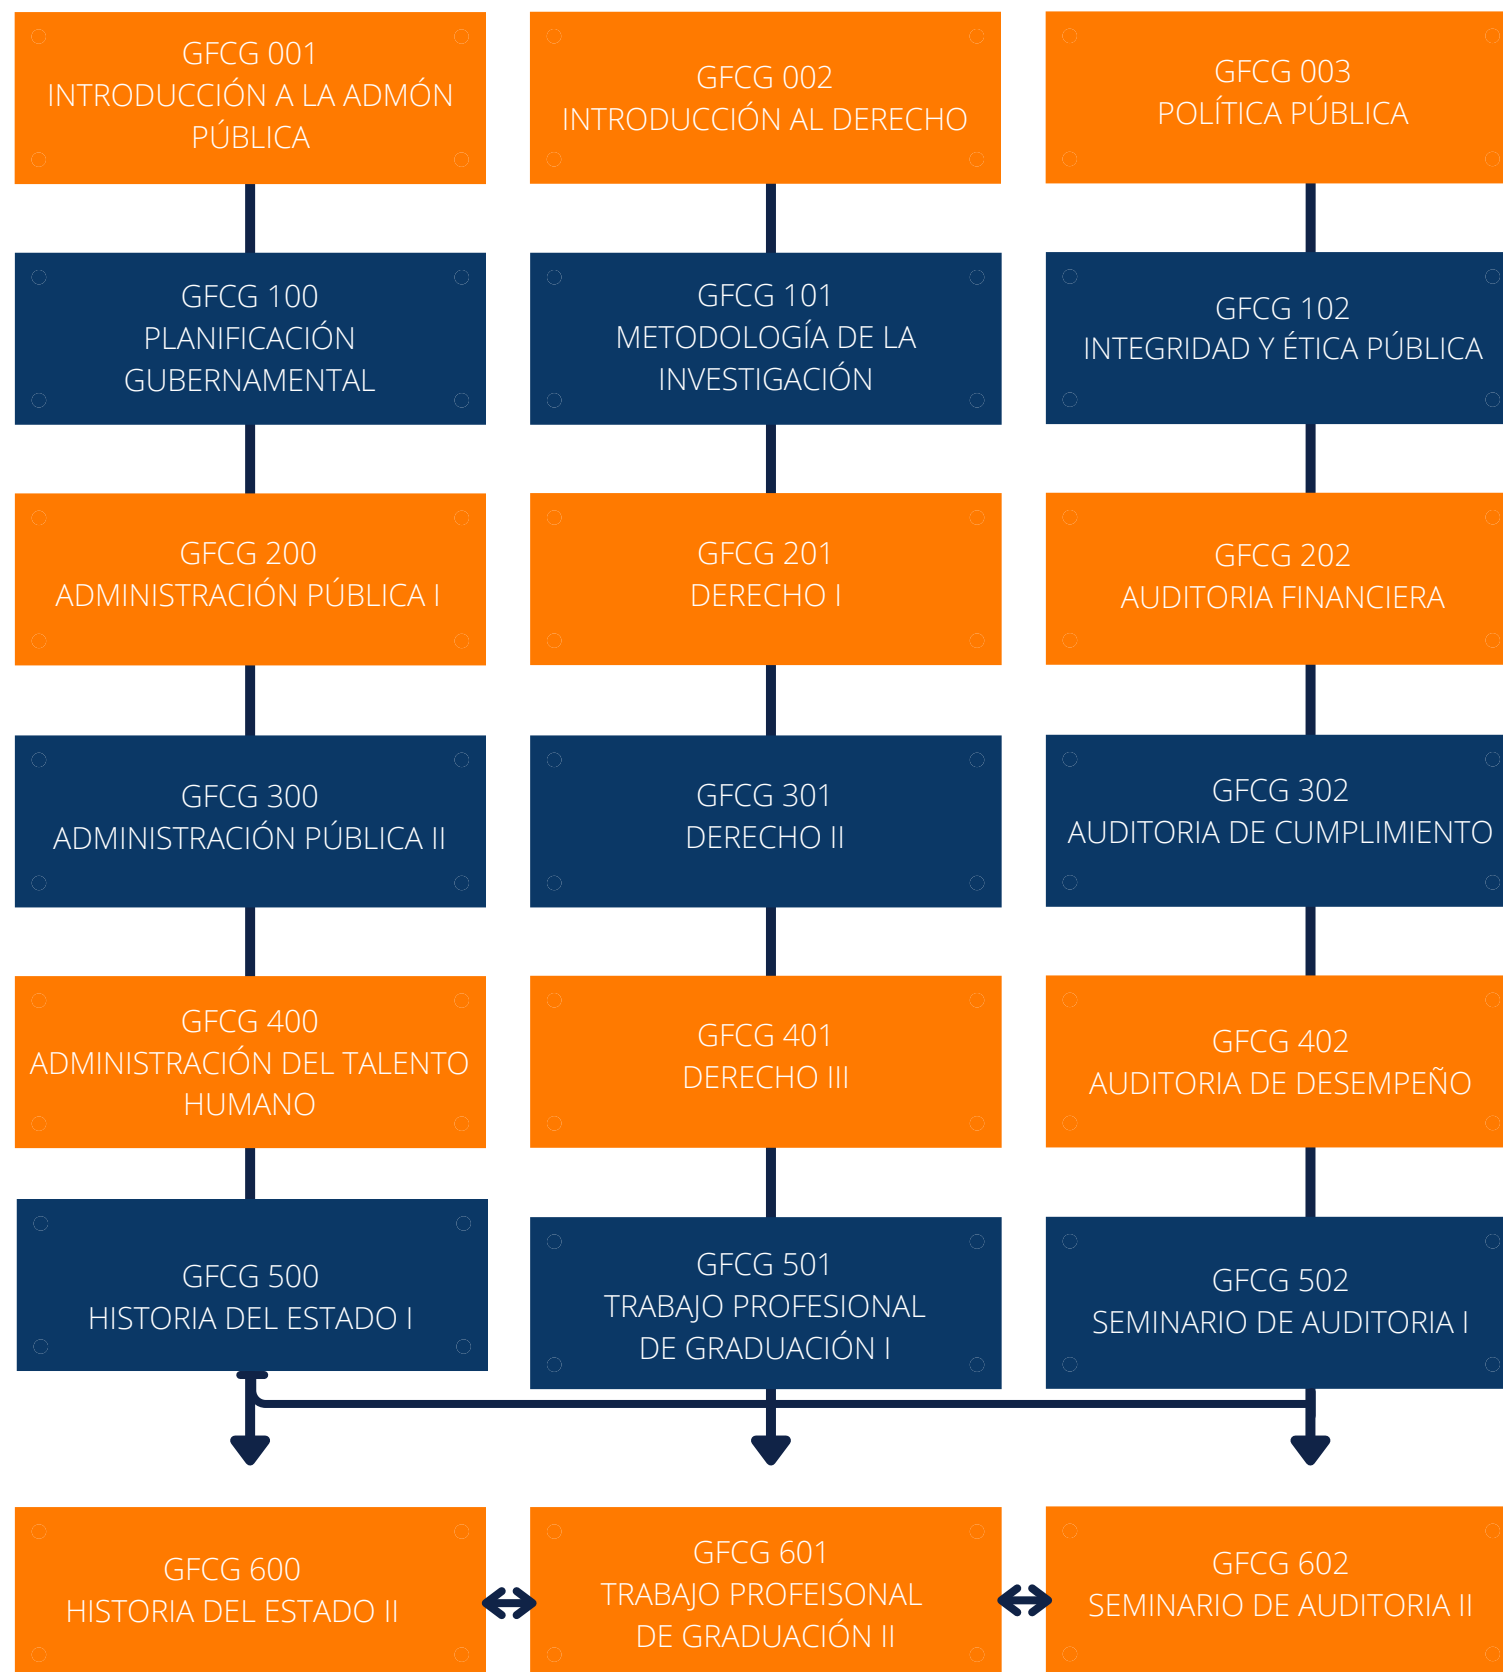 GFCG 001
INTRODUCCIÓN A LA ADMÓN
PÚBLICA
GFCG 002
INTRODUCCIÓN AL DERECHO
GFCG 003
POLÍTICA PÚBLICA
GFCG 100
PLANIFICACIÓN
GUBERNAMENTAL
GFCG 101
METODOLOGÍA DE LA
INVESTIGACIÓN
GFCG 102
INTEGRIDAD Y ÉTICA PÚBLICA
GFCG 200
ADMINISTRACIÓN PÚBLICA I
GFCG 201
DERECHO I
GFCG 202
AUDITORIA FINANCIERA
GFCG 300
ADMINISTRACIÓN PÚBLICA II
GFCG 301
DERECHO II
GFCG 302
AUDITORIA DE CUMPLIMIENTO
GFCG 400
ADMINISTRACIÓN DEL TALENTO
HUMANO
GFCG 401
DERECHO III
GFCG 402
AUDITORIA DE DESEMPEÑO
GFCG 500
HISTORIA DEL ESTADO I
GFCG 501
TRABAJO PROFESIONAL
DE GRADUACIÓN I
GFCG 502
SEMINARIO DE AUDITORIA I
GFCG 600
HISTORIA DEL ESTADO II
GFCG 601
TRABAJO PROFEISONAL
DE GRADUACIÓN II
GFCG 602
SEMINARIO DE AUDITORIA II